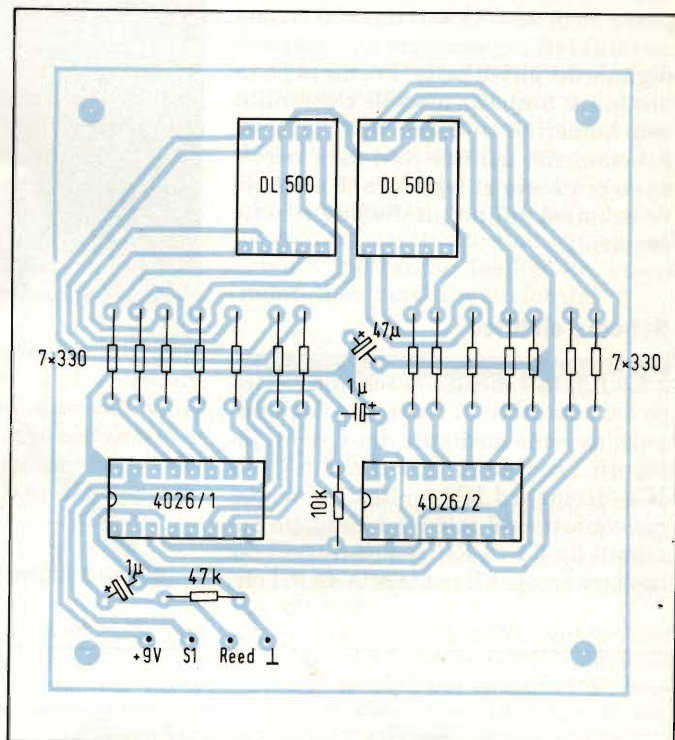 DL 500
DL 500
47µ
7×330
7×330
1µ
4026/1
10k
4026/2
1µ
47k
+9V S1 Reed ⊥